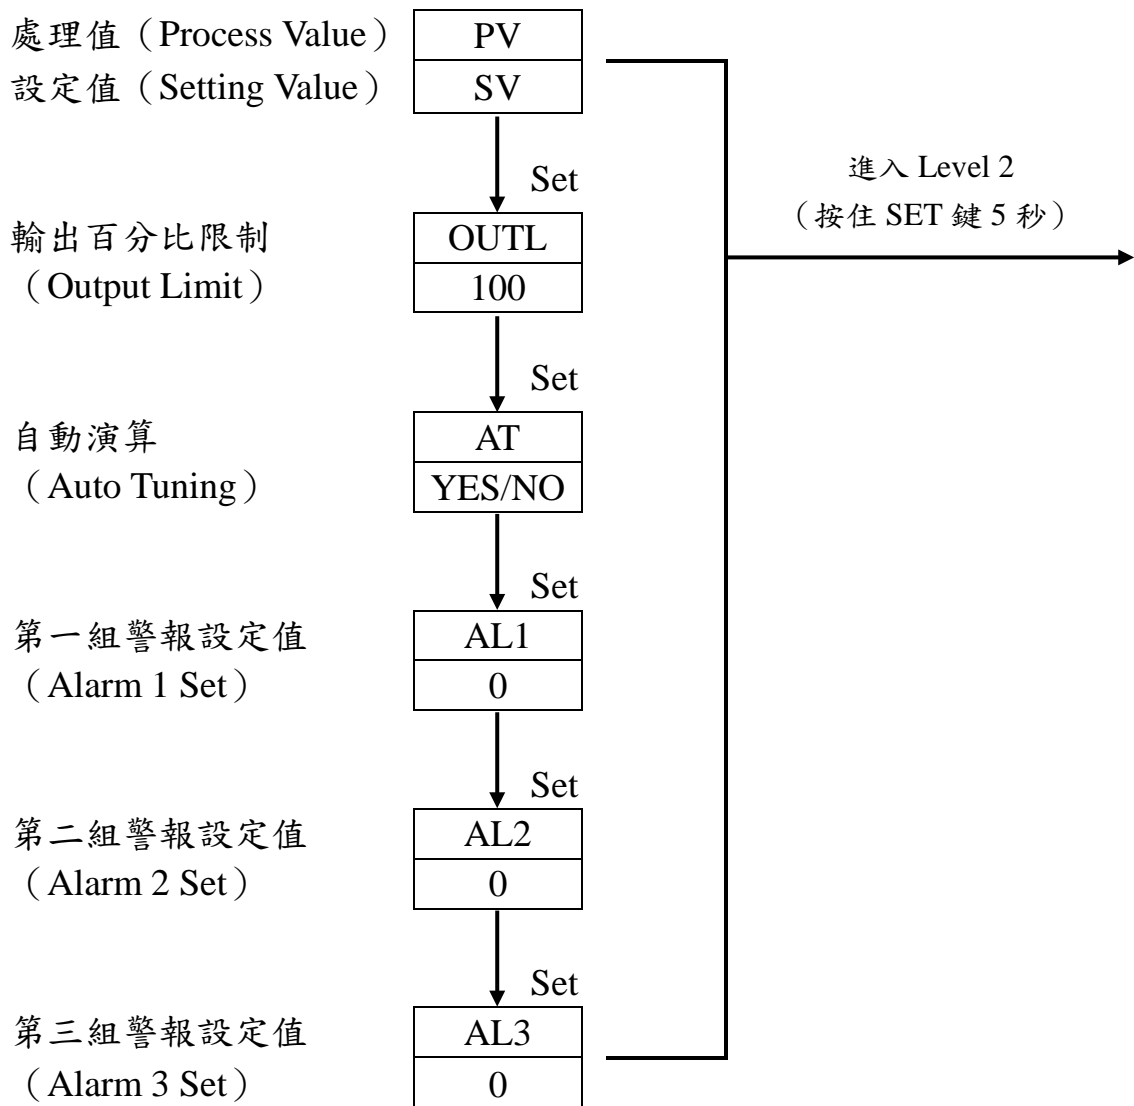 處理值（Process Value） PV
設定值（Setting Value） SV
Set
進入 Level 2
（按住 SET 鍵 5 秒）
輸出百分比限制 OUTL
（Output Limit） 100
Set
自動演算 AT
（Auto Tuning） YES/NO
Set
第一組警報設定值 AL1
（Alarm 1 Set） 0
Set
第二組警報設定值 AL2
（Alarm 2 Set） 0
Set
第三組警報設定值 AL3
（Alarm 3 Set） 0